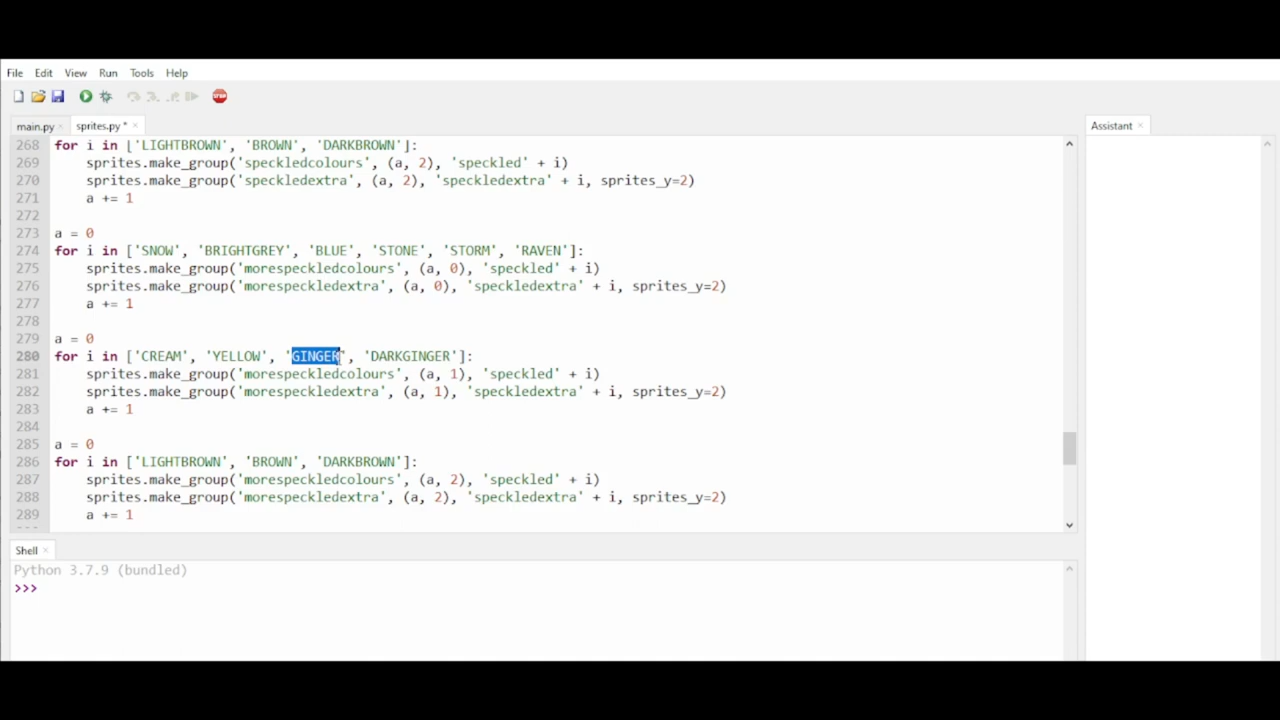 File Edit View Run Tools Help
STOP
main.py × sprites.py * × Assistant ×
268 for i in ['LIGHTBROWN', 'BROWN', 'DARKBROWN']:
269     sprites.make_group('speckledcolours', (a, 2), 'speckled' + i)
270     sprites.make_group('speckledextra', (a, 2), 'speckledextra' + i, sprites_y=2)
271     a += 1
272
273 a = 0
274 for i in ['SNOW', 'BRIGHTGREY', 'BLUE', 'STONE', 'STORM', 'RAVEN']:
275     sprites.make_group('morespeckledcolours', (a, 0), 'speckled' + i)
276     sprites.make_group('morespeckledextra', (a, 0), 'speckledextra' + i, sprites_y=2)
277     a += 1
278
279 a = 0
280 for i in ['CREAM', 'YELLOW', 'GINGER', 'DARKGINGER']:
281     sprites.make_group('morespeckledcolours', (a, 1), 'speckled' + i)
282     sprites.make_group('morespeckledextra', (a, 1), 'speckledextra' + i, sprites_y=2)
283     a += 1
284
285 a = 0
286 for i in ['LIGHTBROWN', 'BROWN', 'DARKBROWN']:
287     sprites.make_group('morespeckledcolours', (a, 2), 'speckled' + i)
288     sprites.make_group('morespeckledextra', (a, 2), 'speckledextra' + i, sprites_y=2)
289     a += 1
Shell ×
Python 3.7.9 (bundled)
>>>